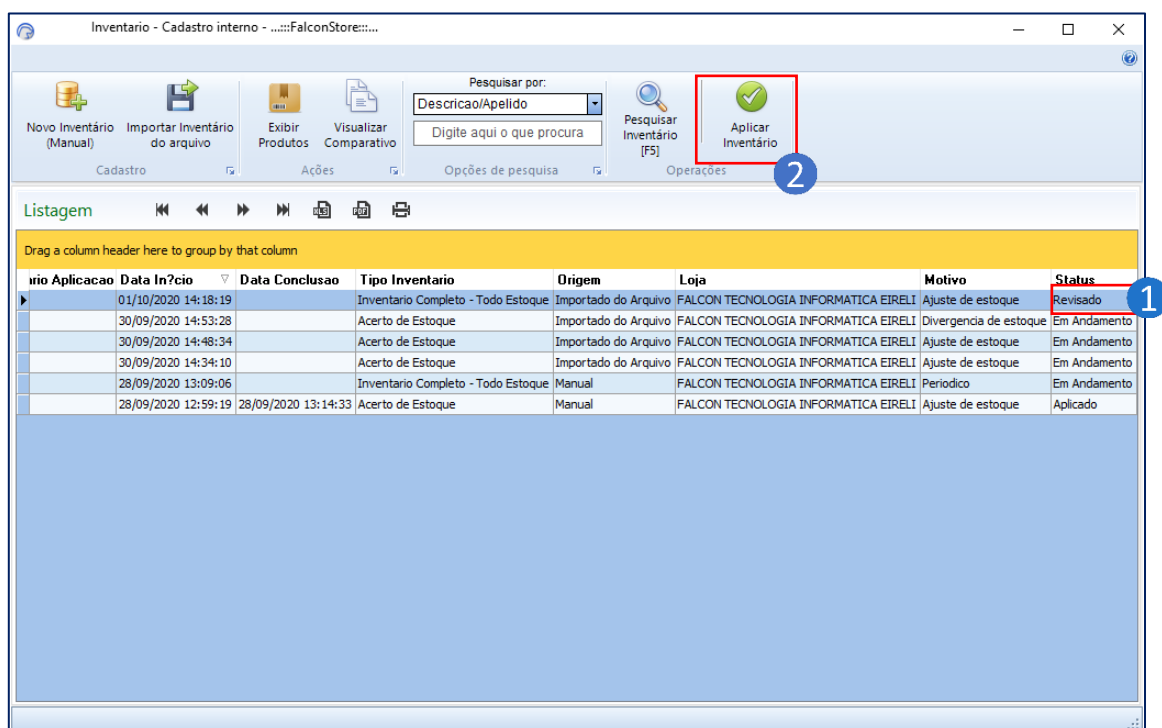 Inventario - Cadastro interno - ...:::FalconStore:::...
Pesquisar por:
Descricao/Apelido
Digite aqui o que procura
Novo Inventário
(Manual)
Importar Inventário
do arquivo
Exibir
Produtos
Visualizar
Comparativo
Pesquisar
Inventário
[F5]
Aplicar
Inventário
Cadastro
Ações
Opções de pesquisa
Operações
2
Listagem
XLS
PDF
Drag a column header here to group by that column
rio Aplicacao Data In?cio Data Conclusao Tipo Inventario Origem Loja Motivo Status
01/10/2020 14:18:19 Inventario Completo - Todo Estoque Importado do Arquivo FALCON TECNOLOGIA INFORMATICA EIRELI Ajuste de estoque Revisado
1
30/09/2020 14:53:28 Acerto de Estoque Importado do Arquivo FALCON TECNOLOGIA INFORMATICA EIRELI Divergencia de estoque Em Andamento
30/09/2020 14:48:34 Acerto de Estoque Importado do Arquivo FALCON TECNOLOGIA INFORMATICA EIRELI Ajuste de estoque Em Andamento
30/09/2020 14:34:10 Acerto de Estoque Importado do Arquivo FALCON TECNOLOGIA INFORMATICA EIRELI Ajuste de estoque Em Andamento
28/09/2020 13:09:06 Inventario Completo - Todo Estoque Manual FALCON TECNOLOGIA INFORMATICA EIRELI Periodico Em Andamento
28/09/2020 12:59:19 28/09/2020 13:14:33 Acerto de Estoque Manual FALCON TECNOLOGIA INFORMATICA EIRELI Ajuste de estoque Aplicado